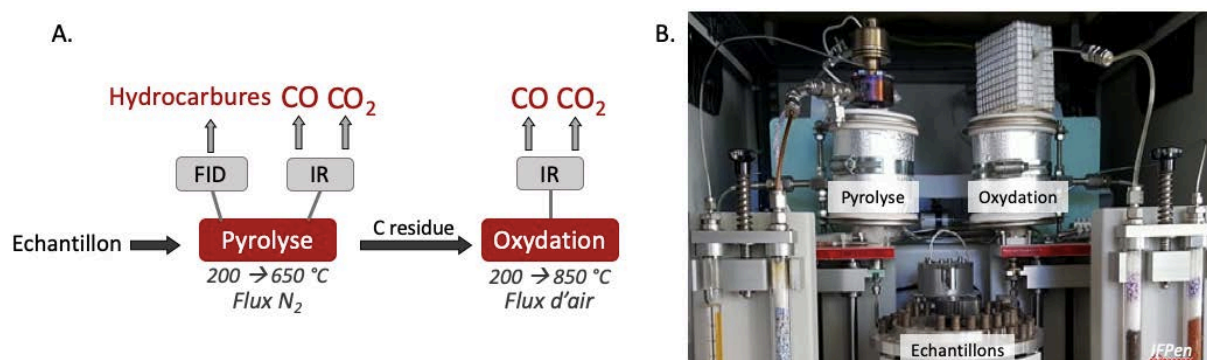 A.
Hydrocarbures CO CO2
CO CO2
FID
IR
IR
Echantillon
Pyrolyse
C residue
Oxydation
200 → 650 °C
Flux N2
200 → 850 °C
Flux d'air
B.
Pyrolyse
Oxydation
Echantillons
IFPen